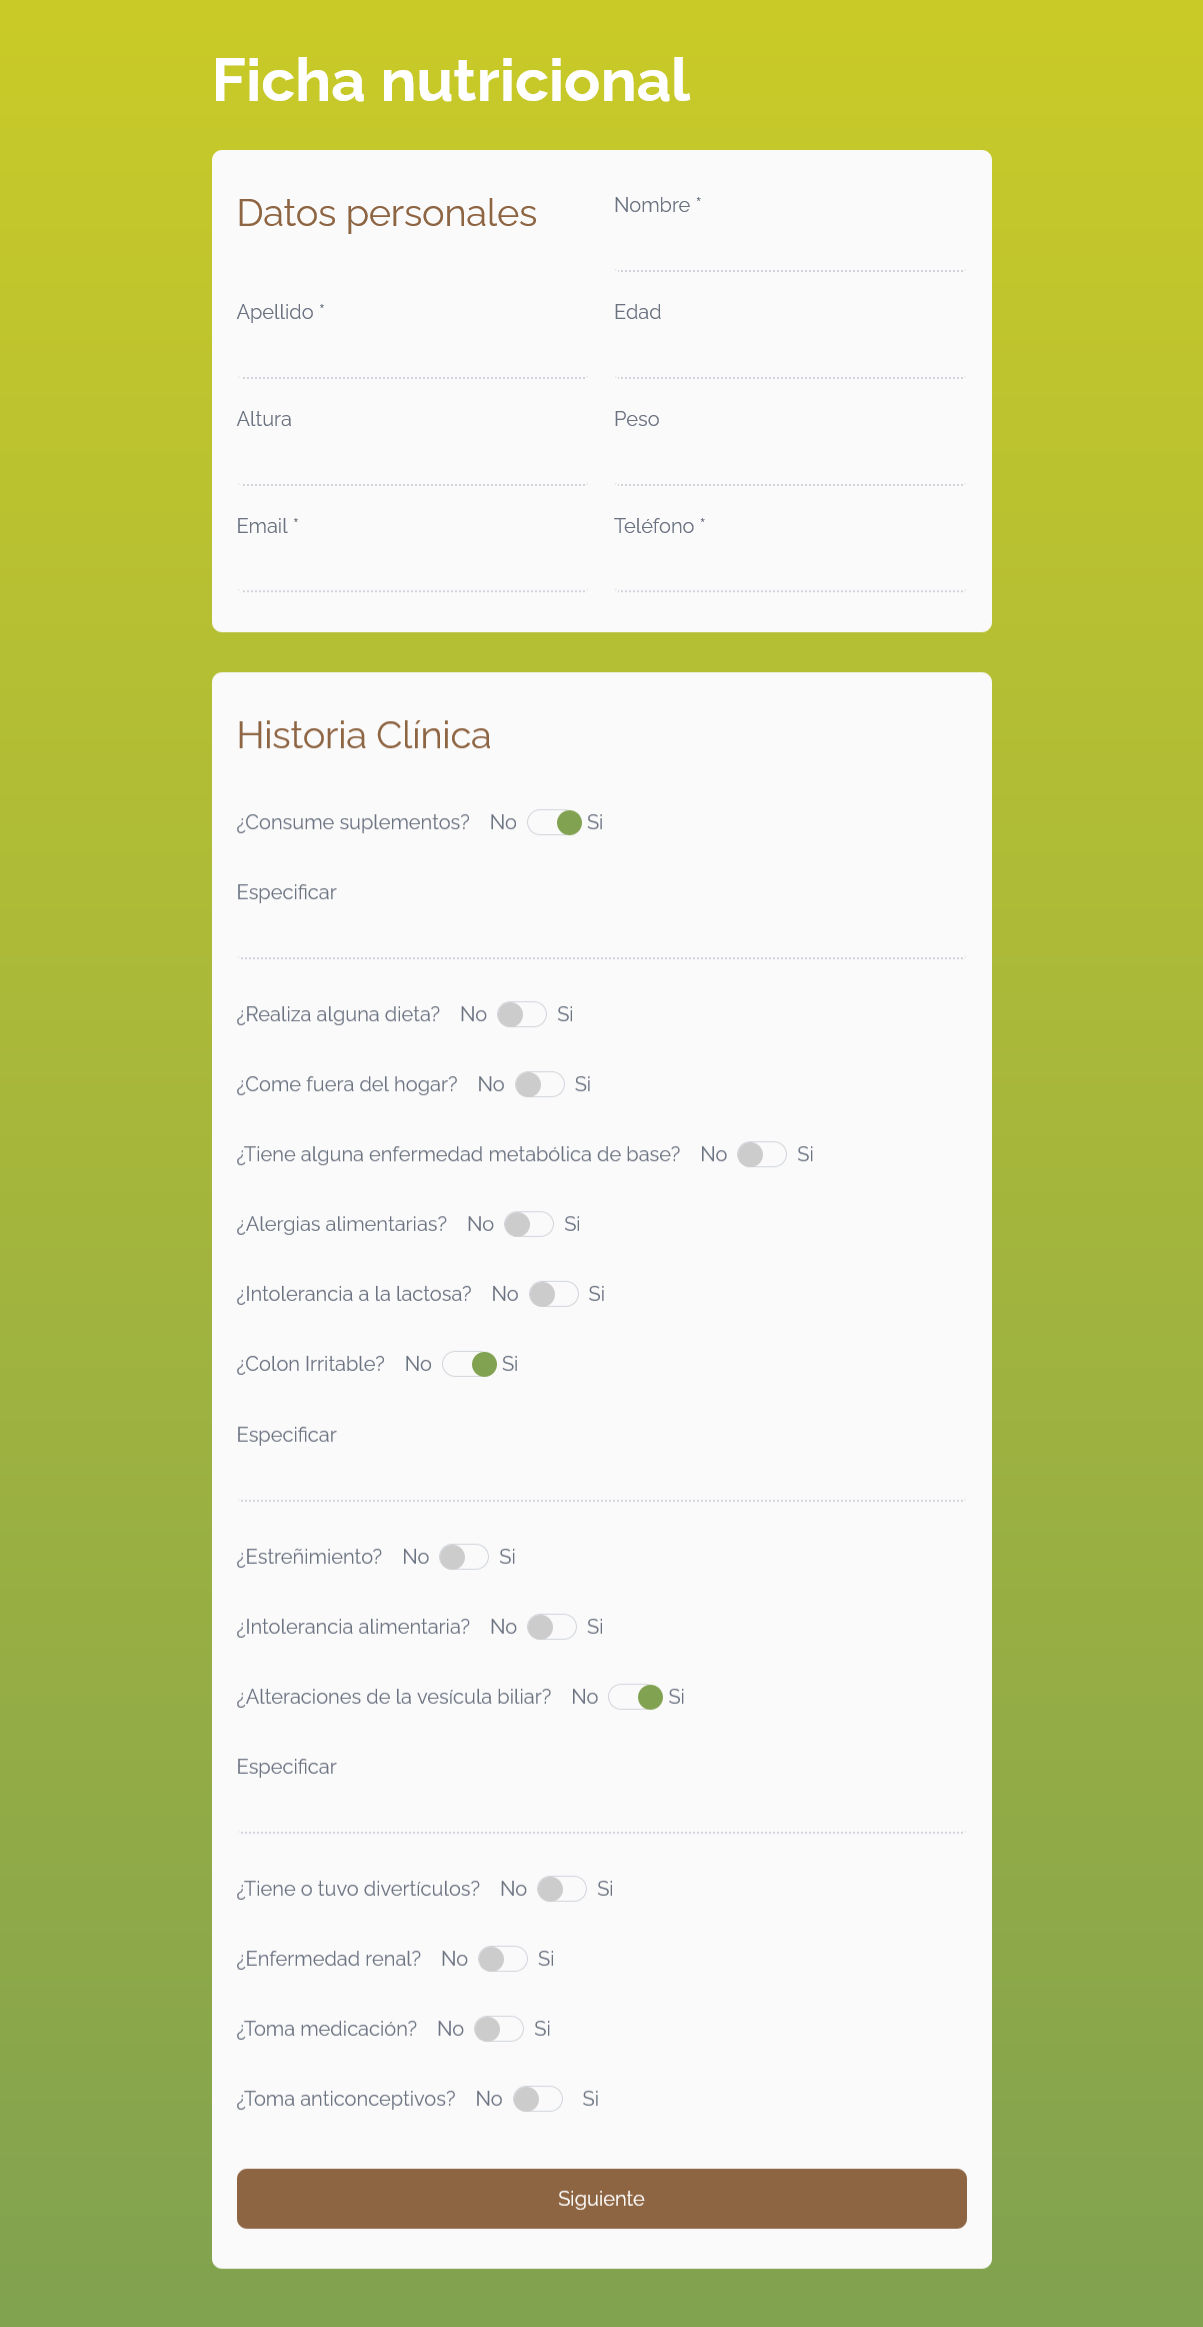 Ficha nutricional
Datos personales
Nombre *
Apellido *
Edad
Altura
Peso
Email *
Teléfono *
Historia Clínica
¿Consume suplementos? No Si
Especificar
¿Realiza alguna dieta? No Si
¿Come fuera del hogar? No Si
¿Tiene alguna enfermedad metabólica de base? No Si
¿Alergias alimentarias? No Si
¿Intolerancia a la lactosa? No Si
¿Colon Irritable? No Si
Especificar
¿Estreñimiento? No Si
¿Intolerancia alimentaria? No Si
¿Alteraciones de la vesícula biliar? No Si
Especificar
¿Tiene o tuvo divertículos? No Si
¿Enfermedad renal? No Si
¿Toma medicación? No Si
¿Toma anticonceptivos? No Si
Siguiente